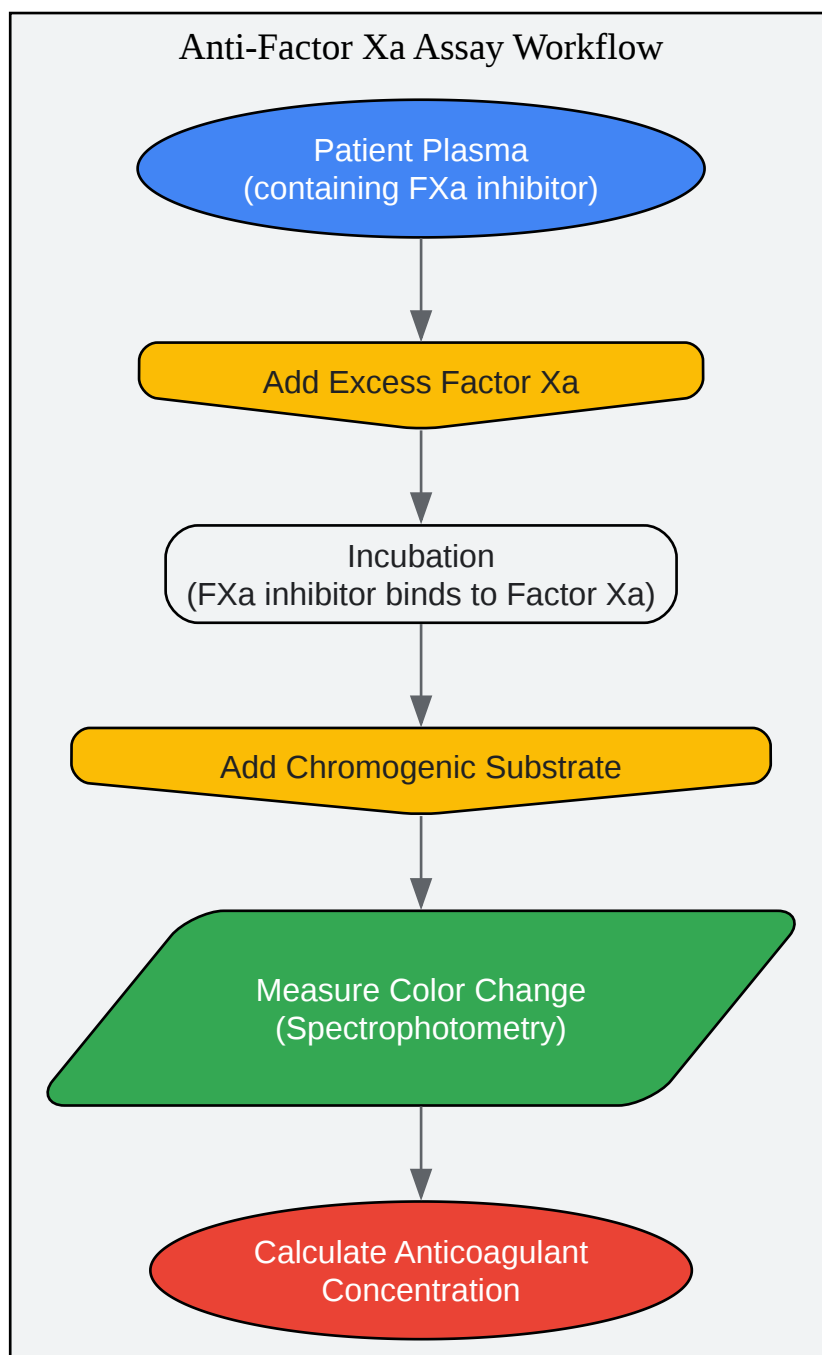 Anti-Factor Xa Assay Workflow
Patient Plasma
(containing FXa inhibitor)
Add Excess Factor Xa
Incubation
(FXa inhibitor binds to Factor Xa)
Add Chromogenic Substrate
Measure Color Change
(Spectrophotometry)
Calculate Anticoagulant
Concentration